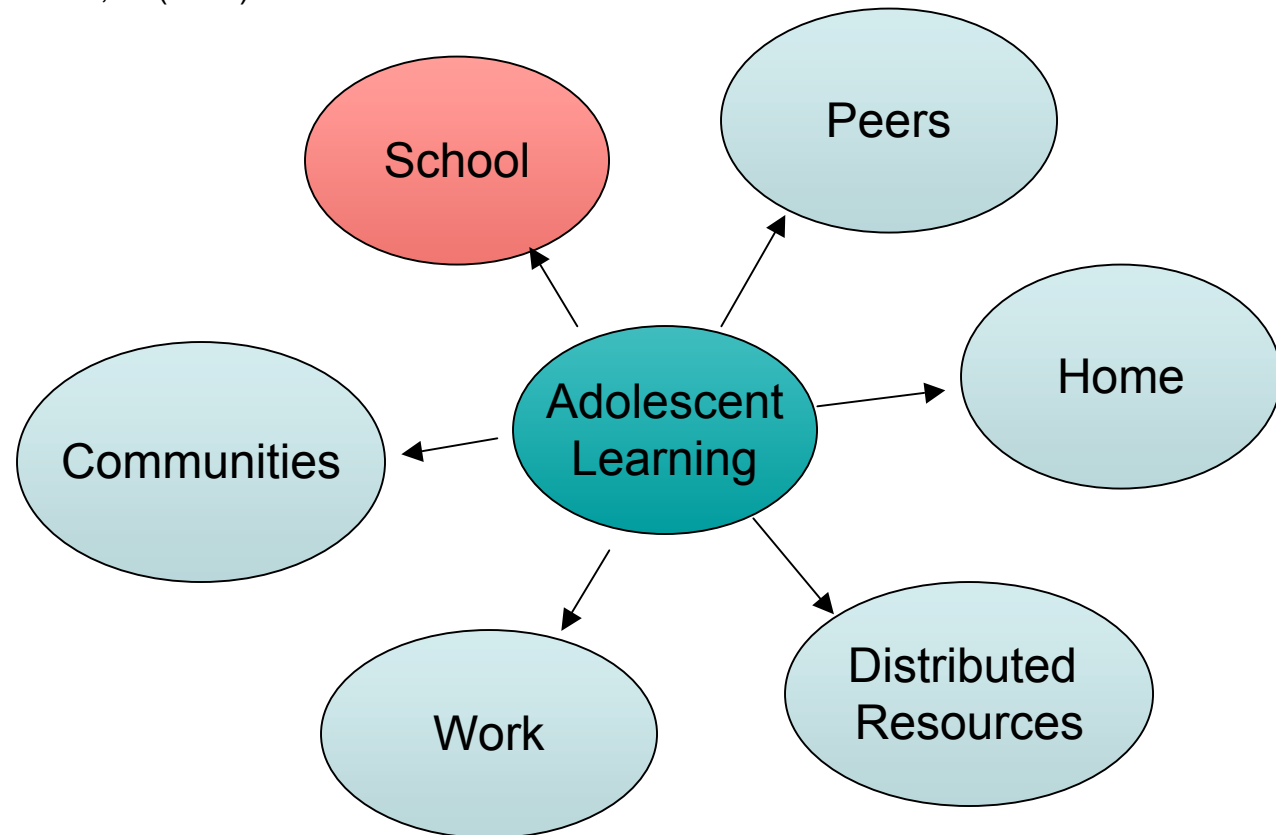 Peers
School
Home
Adolescent
Learning
Communities
Distributed
Resources
Work